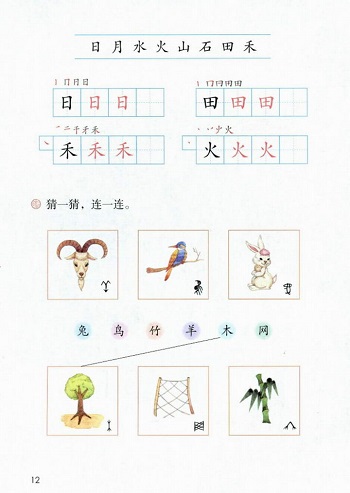 日 月 水 火 山 石 田 禾
丨 冂 日 日
丨 冂 曰 田 田
日 日 日
田 田 田
一 二 千 禾 禾
丶 丷 少 火
禾 禾 禾
火 火 火
猜一猜，连一连。
兔 鸟 竹 羊 木 网
12